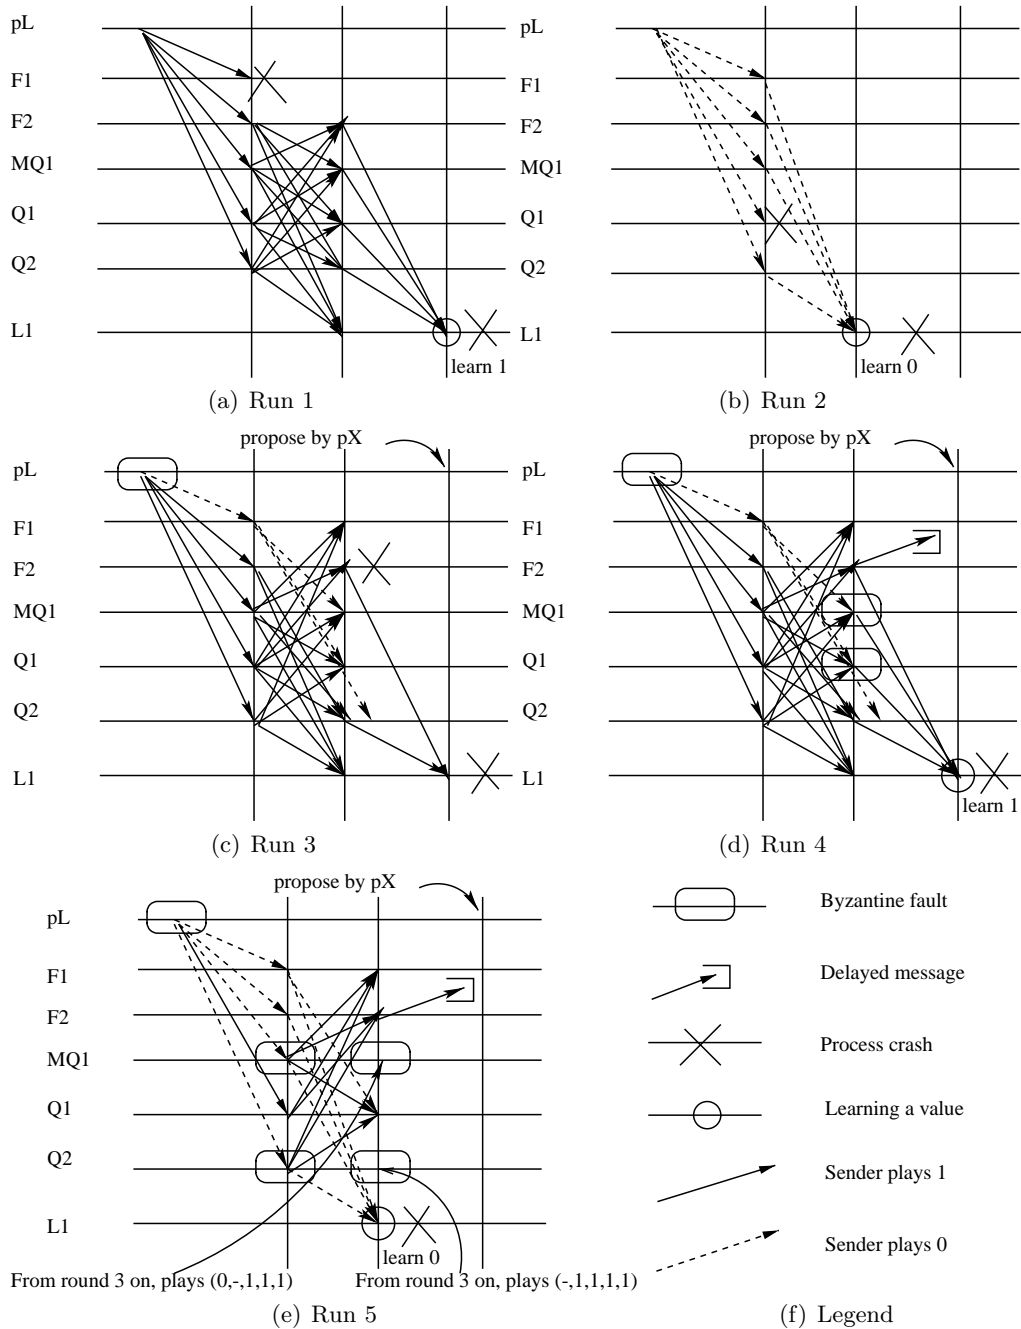 pL
F1
F2
MQ1
Q1
Q2
L1
learn 1
(a) Run 1
pL
F1
F2
MQ1
Q1
Q2
L1
learn 0
(b) Run 2
propose by pX
pL
F1
F2
MQ1
Q1
Q2
L1
(c) Run 3
propose by pX
pL
F1
F2
MQ1
Q1
Q2
L1
learn 1
(d) Run 4
propose by pX
pL
F1
F2
MQ1
Q1
Q2
L1
learn 0
From round 3 on, plays (0,-,1,1,1)
From round 3 on, plays (-,1,1,1,1)
(e) Run 5
Byzantine fault
Delayed message
Process crash
Learning a value
Sender plays 1
Sender plays 0
(f) Legend